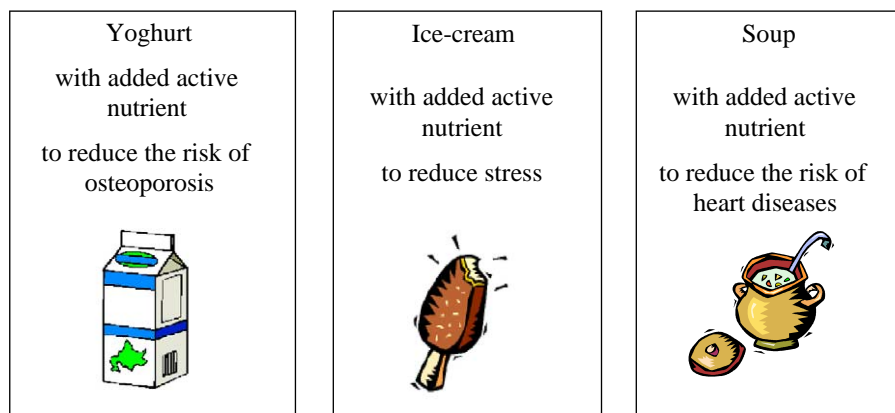 Yoghurt
with added active
nutrient
to reduce the risk of
osteoporosis
Ice-cream
with added active
nutrient
to reduce stress
Soup
with added active
nutrient
to reduce the risk of
heart diseases